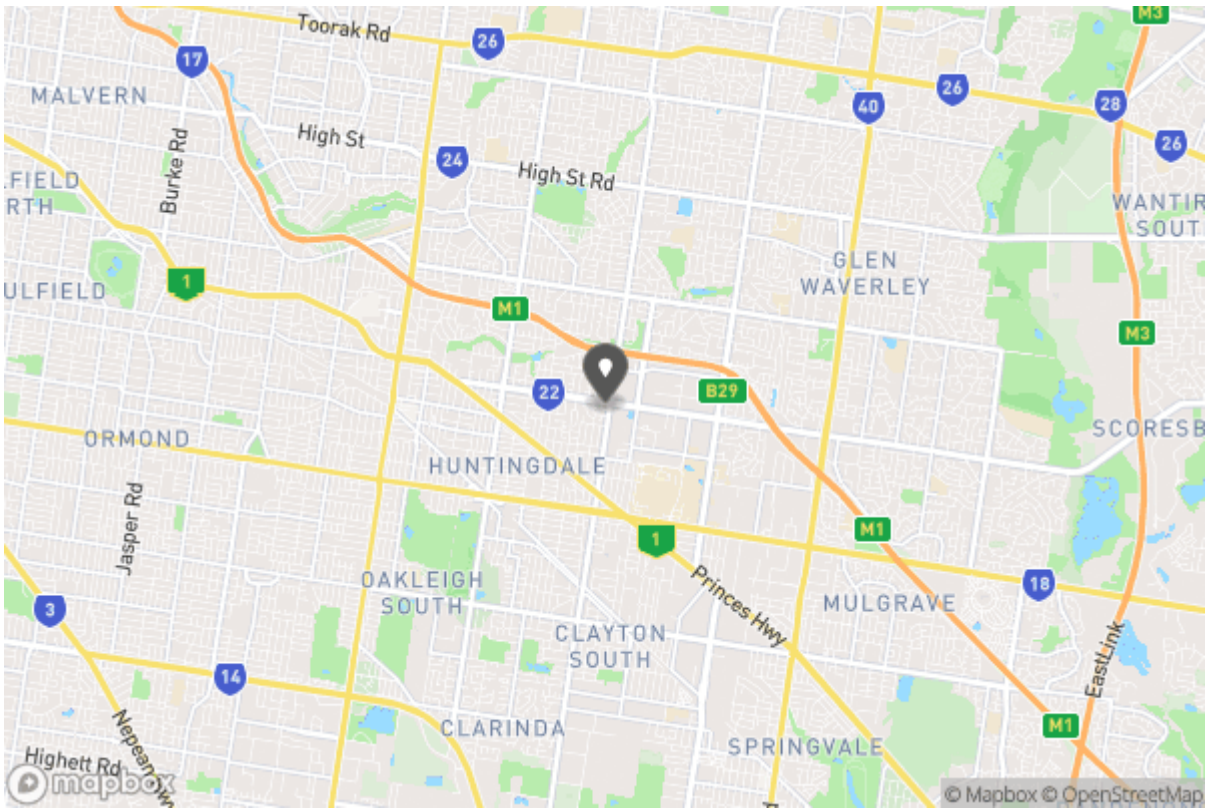 Toorak Rd
M3
26
17
26
MALVERN
40
28
26
High St
24
Burke Rd
High St Rd
LFIELD
RTH
WANTIR
SOUTH
GLEN
WAVERLEY
1
ULFIELD
M1
M3
22
B29
ORMOND
SCORESB
HUNTINGDALE
Jasper Rd
M1
1
OAKLEIGH
SOUTH
Princes Hwy
18
MULGRAVE
3
CLAYTON
SOUTH
EastLink
14
Nepean
CLARINDA
M1
SPRINGVALE
Highett Rd
mapbox
© Mapbox © OpenStreetMap